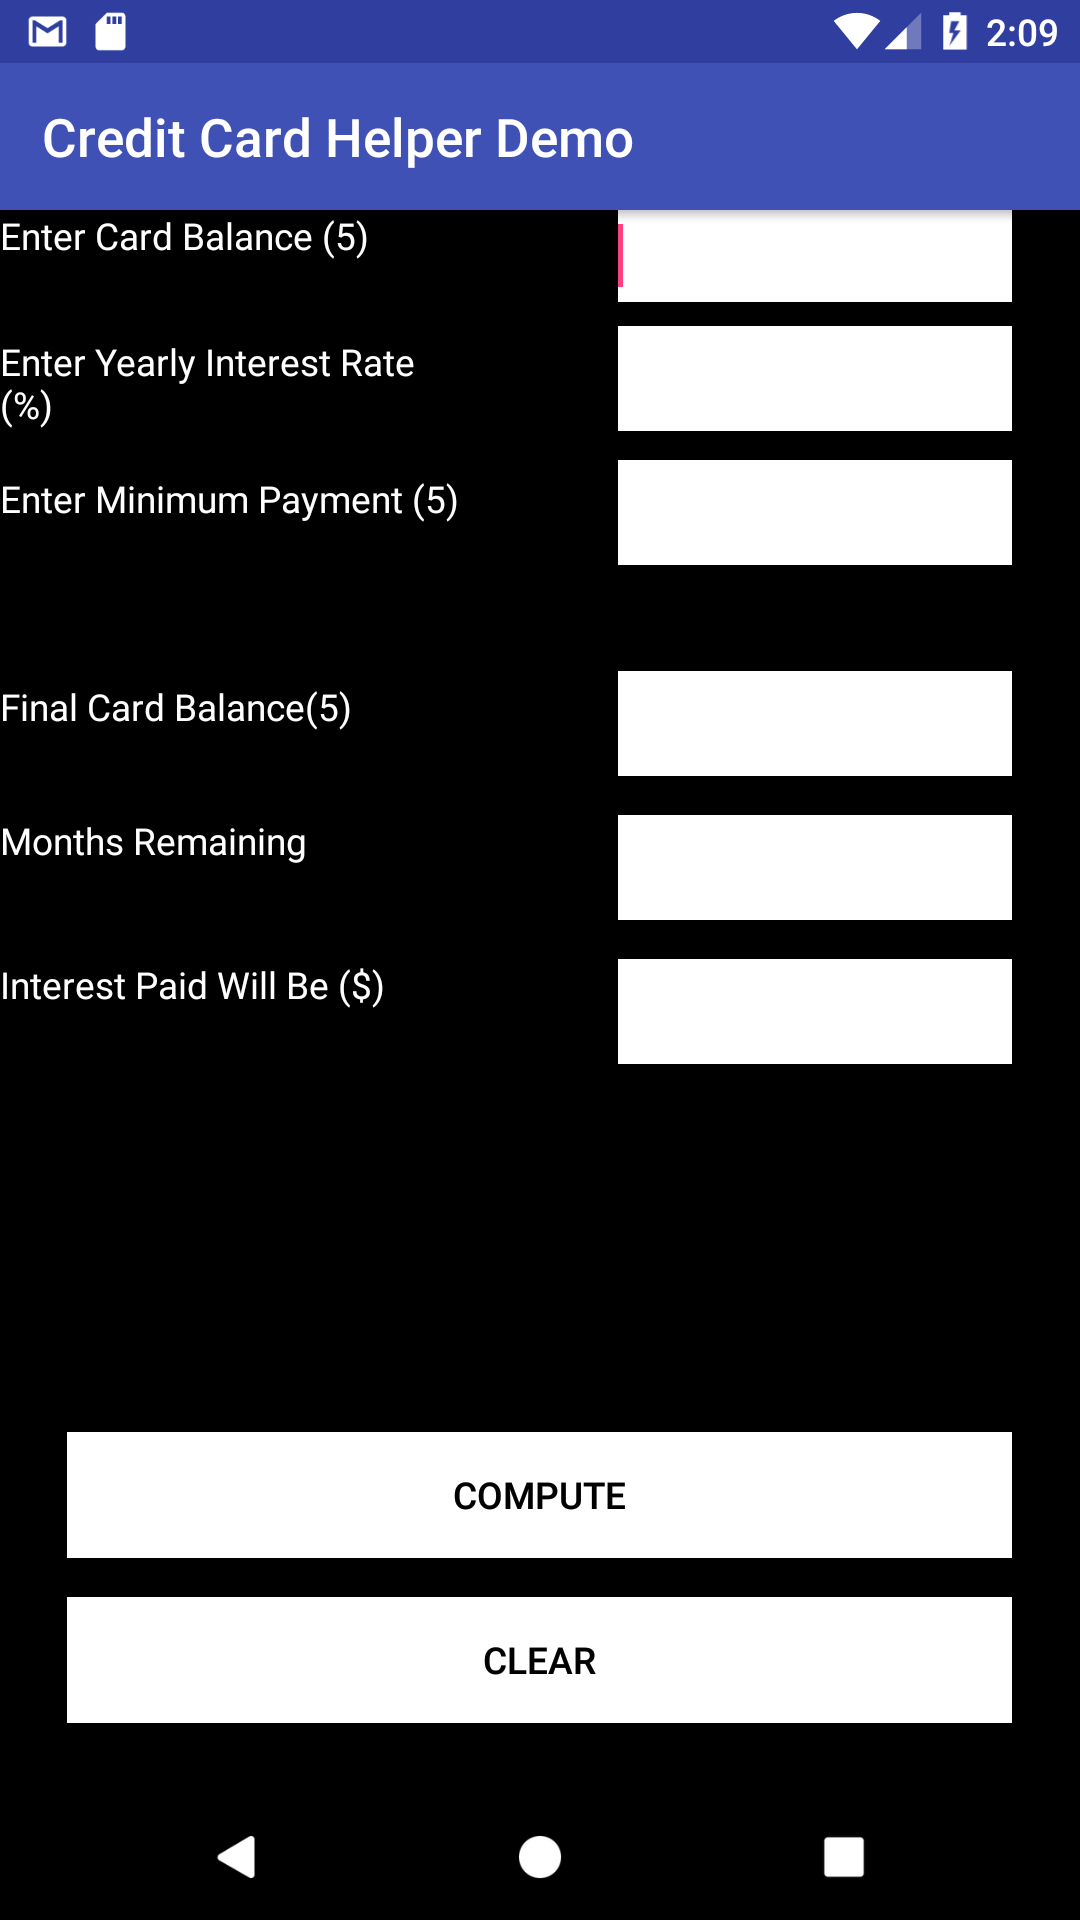 2:09
Credit Card Helper Demo
Enter Card Balance (5)
Enter Yearly Interest Rate
(%)
Enter Minimum Payment (5)
Final Card Balance(5)
Months Remaining
Interest Paid Will Be ($)
COMPUTE
CLEAR